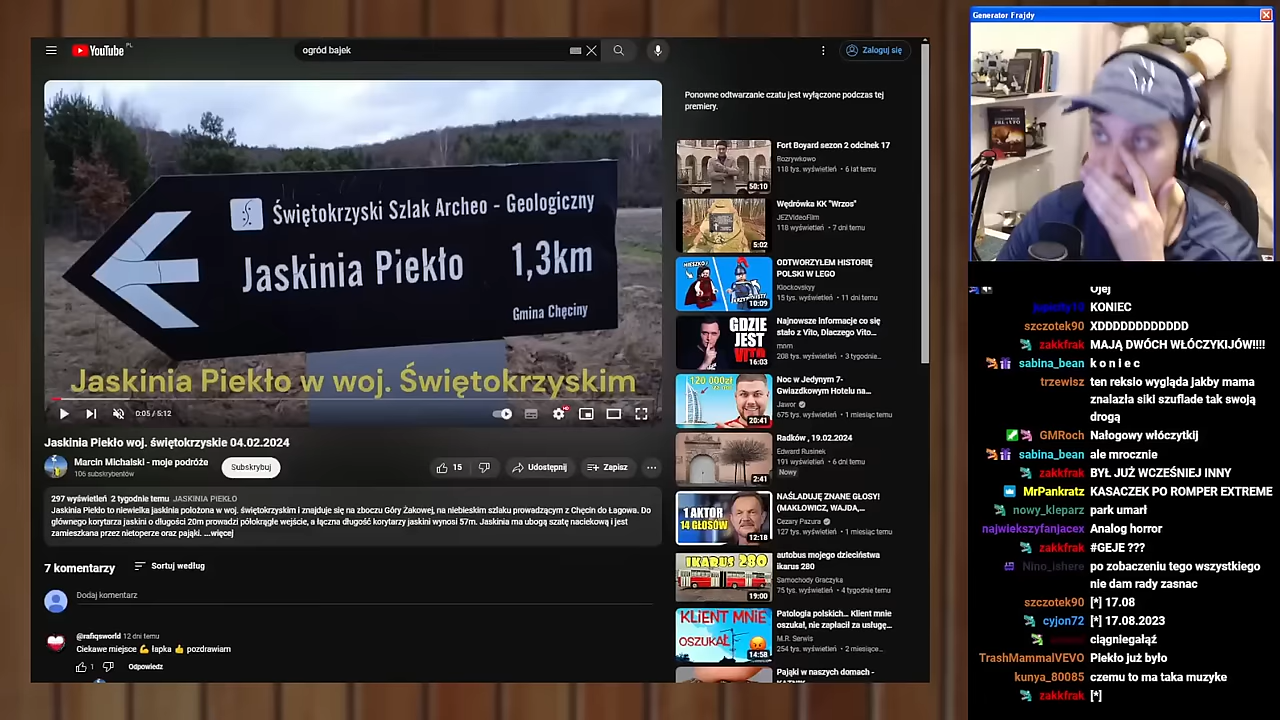 YouTube PL
ogród bajek
Zaloguj się
Świętokrzyski Szlak Archeo - Geologiczny
Jaskinia Piekło 1,3km
Gmina Chęciny
Jaskinia Piekło w woj. Świętokrzyskim
0:05 / 5:12
Jaskinia Piekło woj. świętokrzyskie 04.02.2024
Marcin Michalski - moje podróże
106 subskrybentów
Subskrybuj
15
Udostępnij
Zapisz
297 wyświetleń 2 tygodnie temu JASKINIA PIEKŁO
Jaskinia Piekło to niewielka jaskinia położona w woj. świętokrzyskim i znajduje się na zboczu Góry Żakowej, na niebieskim szlaku prowadzącym z Chęcin do Łagowa. Do
głównego korytarza jaskini o długości 20m prowadzi półokrągłe wejście, a łączna długość korytarzy jaskini wynosi 57m. Jaskinia ma ubogą szatę naciekową i jest
zamieszkana przez nietoperze oraz pająki. ...więcej
7 komentarzy
Sortuj według
Dodaj komentarz
@rafiqsworld 12 dni temu
Ciekawe miejsce 💪 łapka 👍 pozdrawiam
1
Odpowiedz
Ponowne odtwarzanie czatu jest wyłączone podczas tej
premiery.
50:10
Fort Boyard sezon 2 odcinek 17
Rozrywkowo
118 tys. wyświetleń • 6 lat temu
5:02
Wędrówka KK "Wrzos"
JEZVideoFilm
118 wyświetleń • 7 dni temu
MIESZKO I
10:09
ODTWORZYŁEM HISTORIĘ
POLSKI W LEGO
Klockovskyy
15 tys. wyświetleń • 11 dni temu
GDZIE
JEST
VITO
16:03
Najnowsze informacje co się
stało z Vito, Dlaczego Vito...
mnm
208 tys. wyświetleń • 3 tygodnie...
120 000zł
20:41
Noc w Jedynym 7-
Gwiazdkowym Hotelu na...
Jawor
675 tys. wyświetleń • 1 miesiąc temu
2:41
Radków , 19.02.2024
Edward Rusinek
191 wyświetleń • 6 dni temu
Nowy
1 AKTOR
14 GŁOSÓW
12:18
NAŚLADUJĘ ZNANE GŁOSY!
(MAKŁOWICZ, WAJDA,...
Cezary Pazura
127 tys. wyświetleń • 1 miesiąc temu
IKARUS 280
19:00
autobus mojego dzieciństwa
ikarus 280
Samochody Graczyka
75 tys. wyświetleń • 4 tygodnie temu
KLIENT MNIE
OSZUKAŁ
14:58
Patologia polskich... Klient mnie
oszukał, nie zapłacił za usługę...
M.R. Serwis
254 tys. wyświetleń • 2 miesiące...
Pająki w naszych domach -
Generator Frajdy
Ojej
KONIEC
szczotek90 XDDDDDDDDDDDD
zakkfrak MAJĄ DWÓCH WŁÓCZYKIJÓW!!!!
sabina_bean k o n i e c
trzewisz ten reksio wygląda jakby mama
znalazła siki szuflade tak swoją
drogą
GMRoch Nałogowy włóczytkij
sabina_bean ale mrocznie
zakkfrak BYŁ JUŻ WCZEŚNIEJ INNY
MrPankratz KASACZEK PO ROMPER EXTREME
nowy_kleparz park umarł
najwiekszyfanjacex Analog horror
zakkfrak #GEJE ???
Nino_ishere po zobaczeniu tego wszystkiego
nie dam rady zasnac
szczotek90 [*] 17.08
cyjon72 [*] 17.08.2023
ciągniegałąź
TrashMammalVEVO Piekło już było
kunya_80085 czemu to ma taka muzyke
zakkfrak [*]